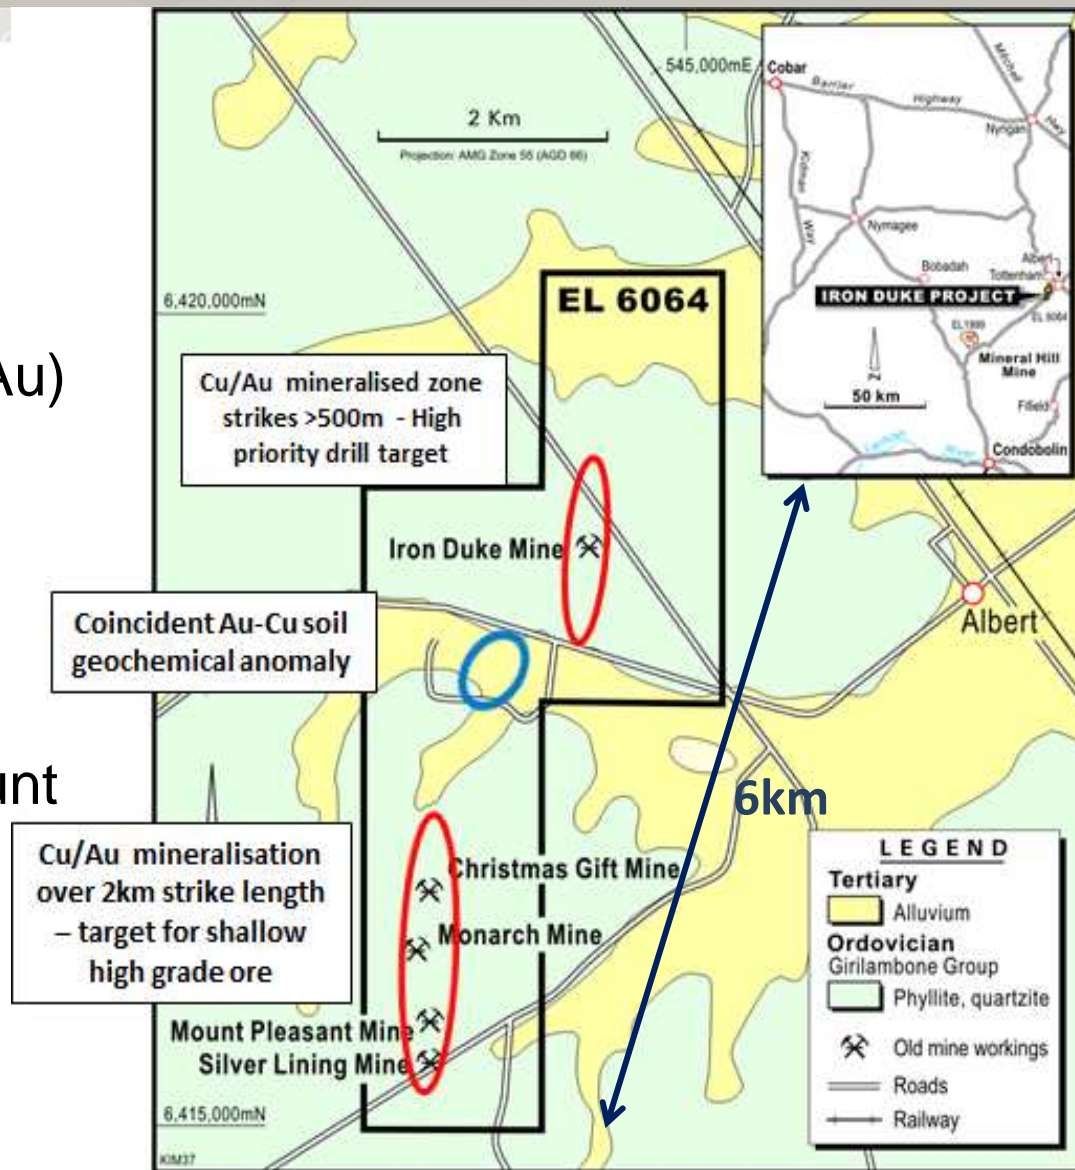 545,000mE
2 Km
Projection: AMG Zone 55 (AGD 66)
Cobar
Barrier
Highway
Mitchell
Hwy
Nyngan
Kidman
Way
Nymagee
Bobadah
Albert
Tottenham
IRON DUKE PROJECT
EL 6064
EL1999
Mineral Hill
Mine
50 km
Fifield
Lachlan
River
Condobolin
6,420,000mN
EL 6064
Au)
Cu/Au mineralised zone
strikes >500m - High
priority drill target
Iron Duke Mine
Albert
Coincident Au-Cu soil
geochemical anomaly
unt
6km
Cu/Au mineralisation
over 2km strike length
– target for shallow
high grade ore
Christmas Gift Mine
Monarch Mine
Mount Pleasant Mine
Silver Lining Mine
6,415,000mN
KIM37
LEGEND
Tertiary
Alluvium
Ordovician
Girilambone Group
Phyllite, quartzite
Old mine workings
Roads
Railway